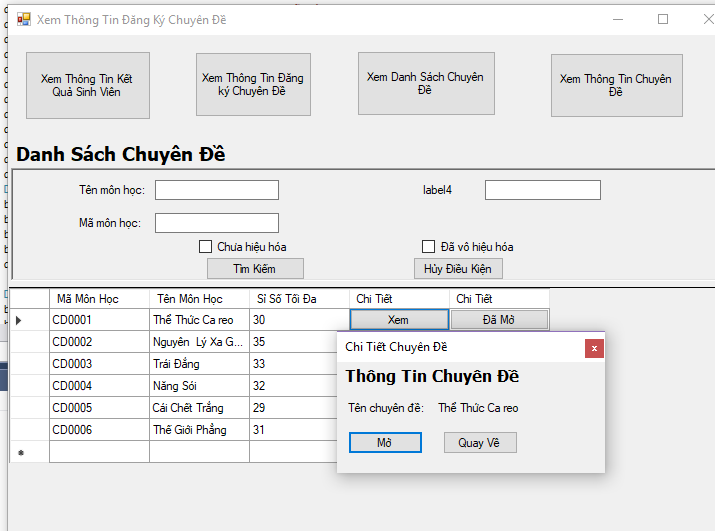 Xem Thông Tin Đăng Ký Chuyên Đề
Xem Thông Tin Kết
Quả Sinh Viên
Xem Thông Tin Đăng
ký Chuyên Đề
Xem Danh Sách Chuyên
Đề
Xem Thông Tin Chuyên
Đề
Danh Sách Chuyên Đề
Tên môn học:
label4
Mã môn học:
Chưa hiệu hóa
Đã vô hiệu hóa
Tìm Kiếm
Hủy Điều Kiện
Mã Môn Học Tên Môn Học Sĩ Số Tối Đa Chi Tiết Chi Tiết
CD0001 Thể Thức Ca reo 30 Xem Đã Mở
CD0002 Nguyên Lý Xa G... 35
CD0003 Trái Đắng 33
CD0004 Năng Sói 32
CD0005 Cái Chết Trắng 29
CD0006 Thế Giới Phẳng 31
Chi Tiết Chuyên Đề
x
Thông Tin Chuyên Đề
Tên chuyên đề: Thể Thức Ca reo
Mở
Quay Về